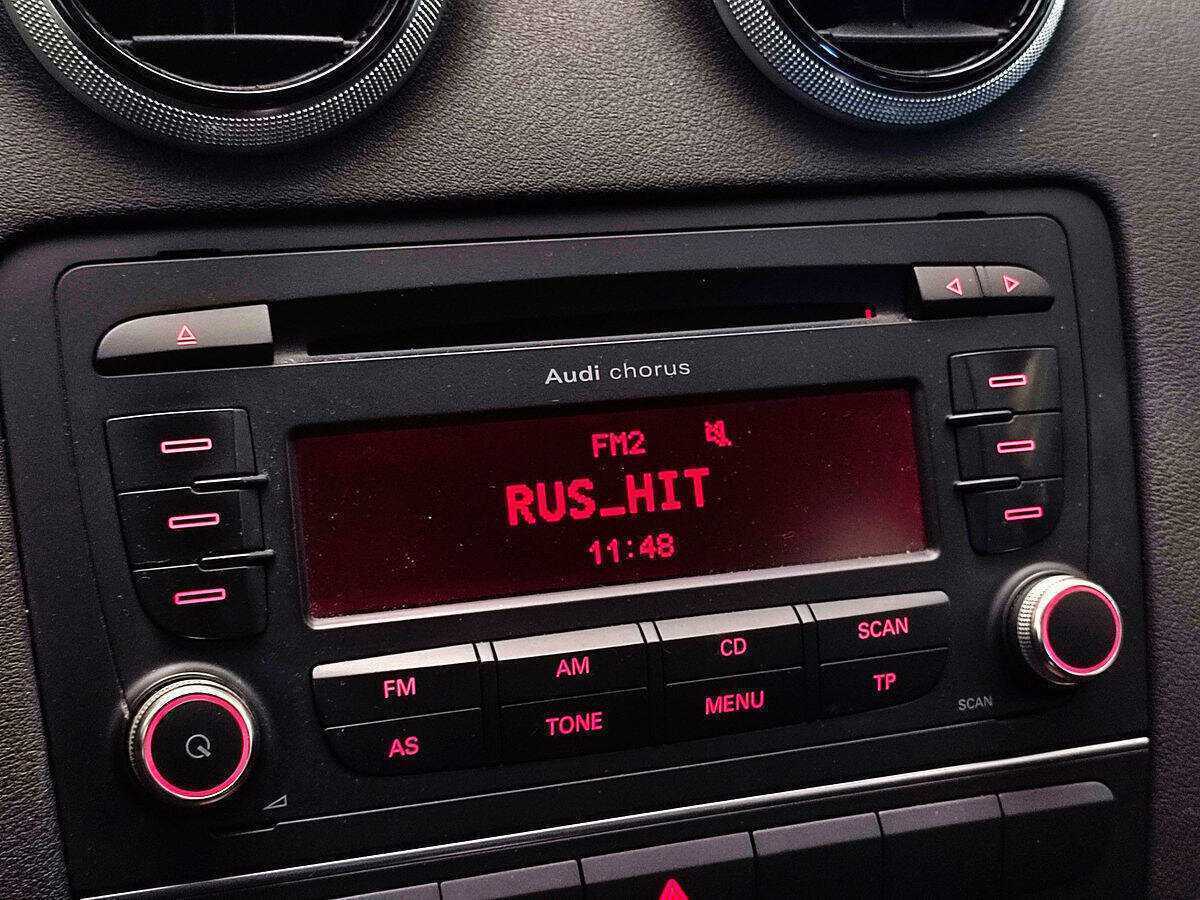 Audi chorus
FM2
RUS_HIT
11:48
FM
AM
CD
SCAN
AS
TONE
MENU
TP
SCAN